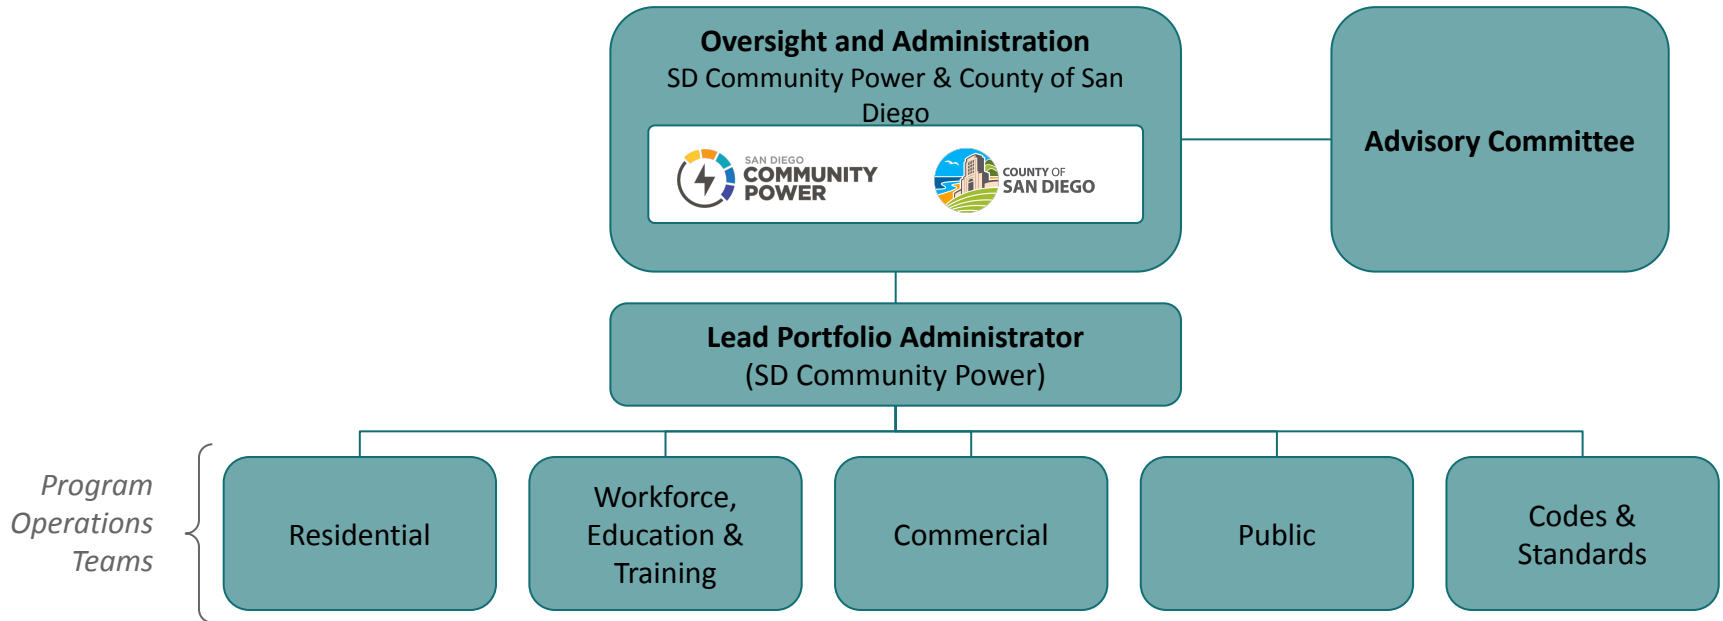 Oversight and Administration
SD Community Power & County of San
Diego
SAN DIEGO
COMMUNITY
POWER
COUNTY OF
SAN DIEGO
Advisory Committee
Lead Portfolio Administrator
(SD Community Power)
Program
Operations
Teams
Residential
Workforce,
Education &
Training
Commercial
Public
Codes &
Standards